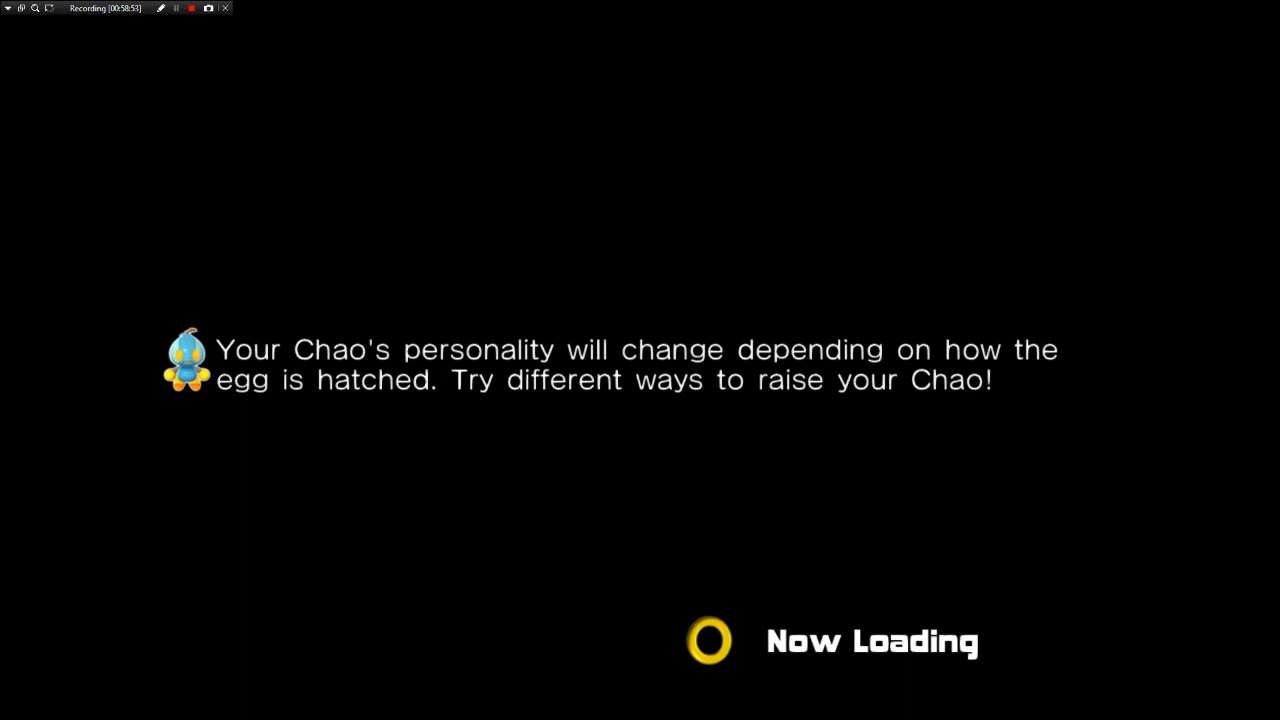 Recording [00:58:53]
Your Chao's personality will change depending on how the
egg is hatched. Try different ways to raise your Chao!
Now Loading